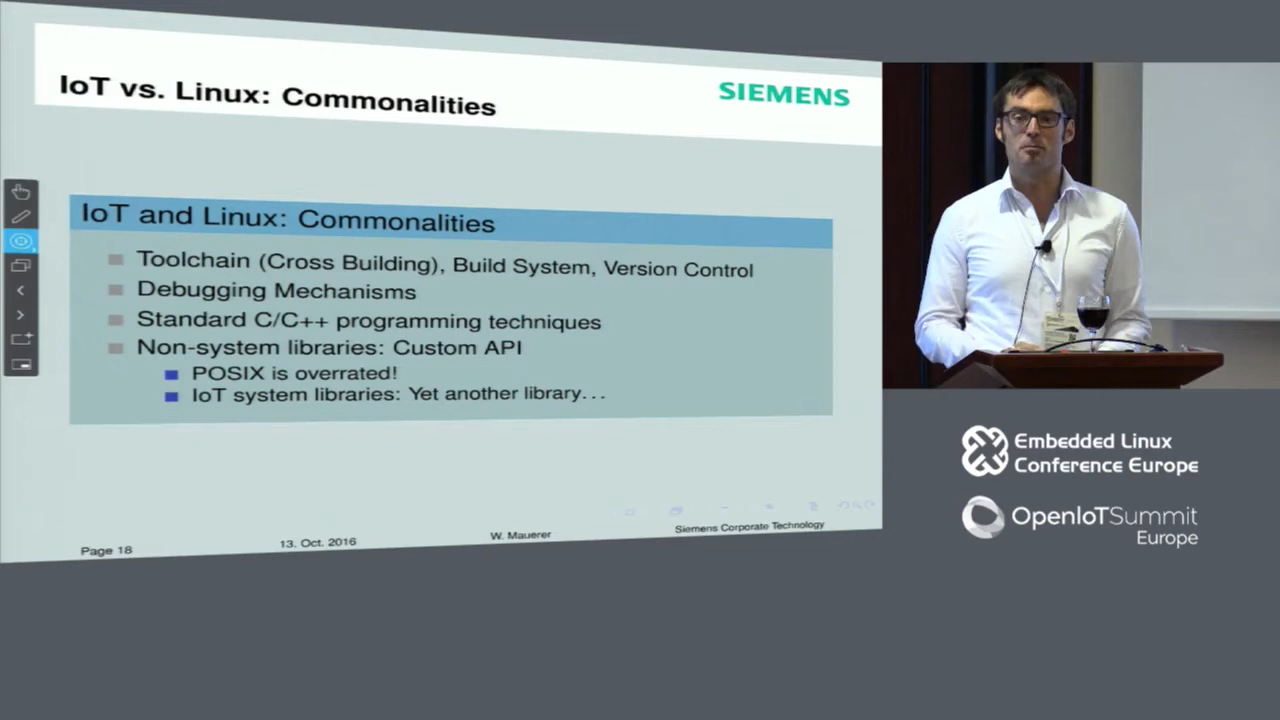 IoT vs. Linux: Commonalities
SIEMENS
IoT and Linux: Commonalities
Toolchain (Cross Building), Build System, Version Control
Debugging Mechanisms
Standard C/C++ programming techniques
Non-system libraries: Custom API
POSIX is overrated!
IoT system libraries: Yet another library...
Page 18
13. Oct. 2016
W. Mauerer
Siemens Corporate Technology
Embedded Linux
Conference Europe
OpenIoTSummit
Europe